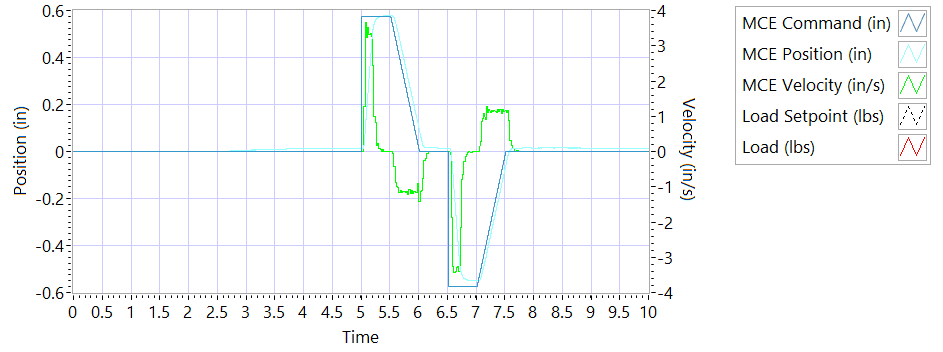 0.6
0.4
0.2
0
-0.2
-0.4
-0.6
Position (in)
4
3
2
1
0
-1
-2
-3
-4
Velocity (in/s)
0 0.5 1 1.5 2 2.5 3 3.5 4 4.5 5 5.5 6 6.5 7 7.5 8 8.5 9 9.5 10
Time
MCE Command (in)
MCE Position (in)
MCE Velocity (in/s)
Load Setpoint (lbs)
Load (lbs)